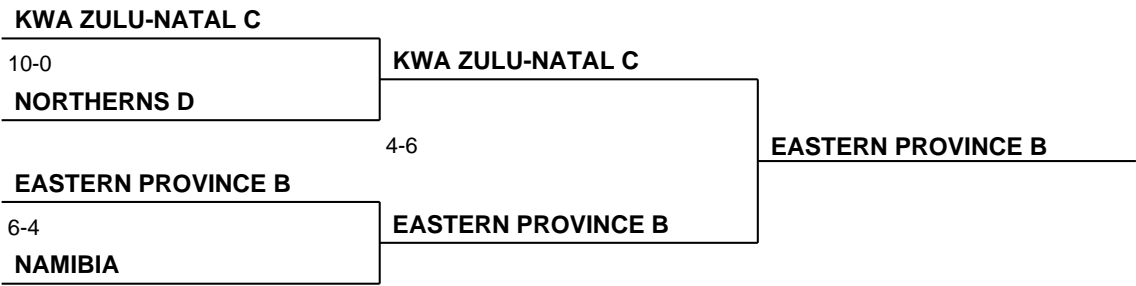 KWA ZULU-NATAL C
10-0
KWA ZULU-NATAL C
NORTHERNS D
4-6
EASTERN PROVINCE B
EASTERN PROVINCE B
6-4
EASTERN PROVINCE B
NAMIBIA